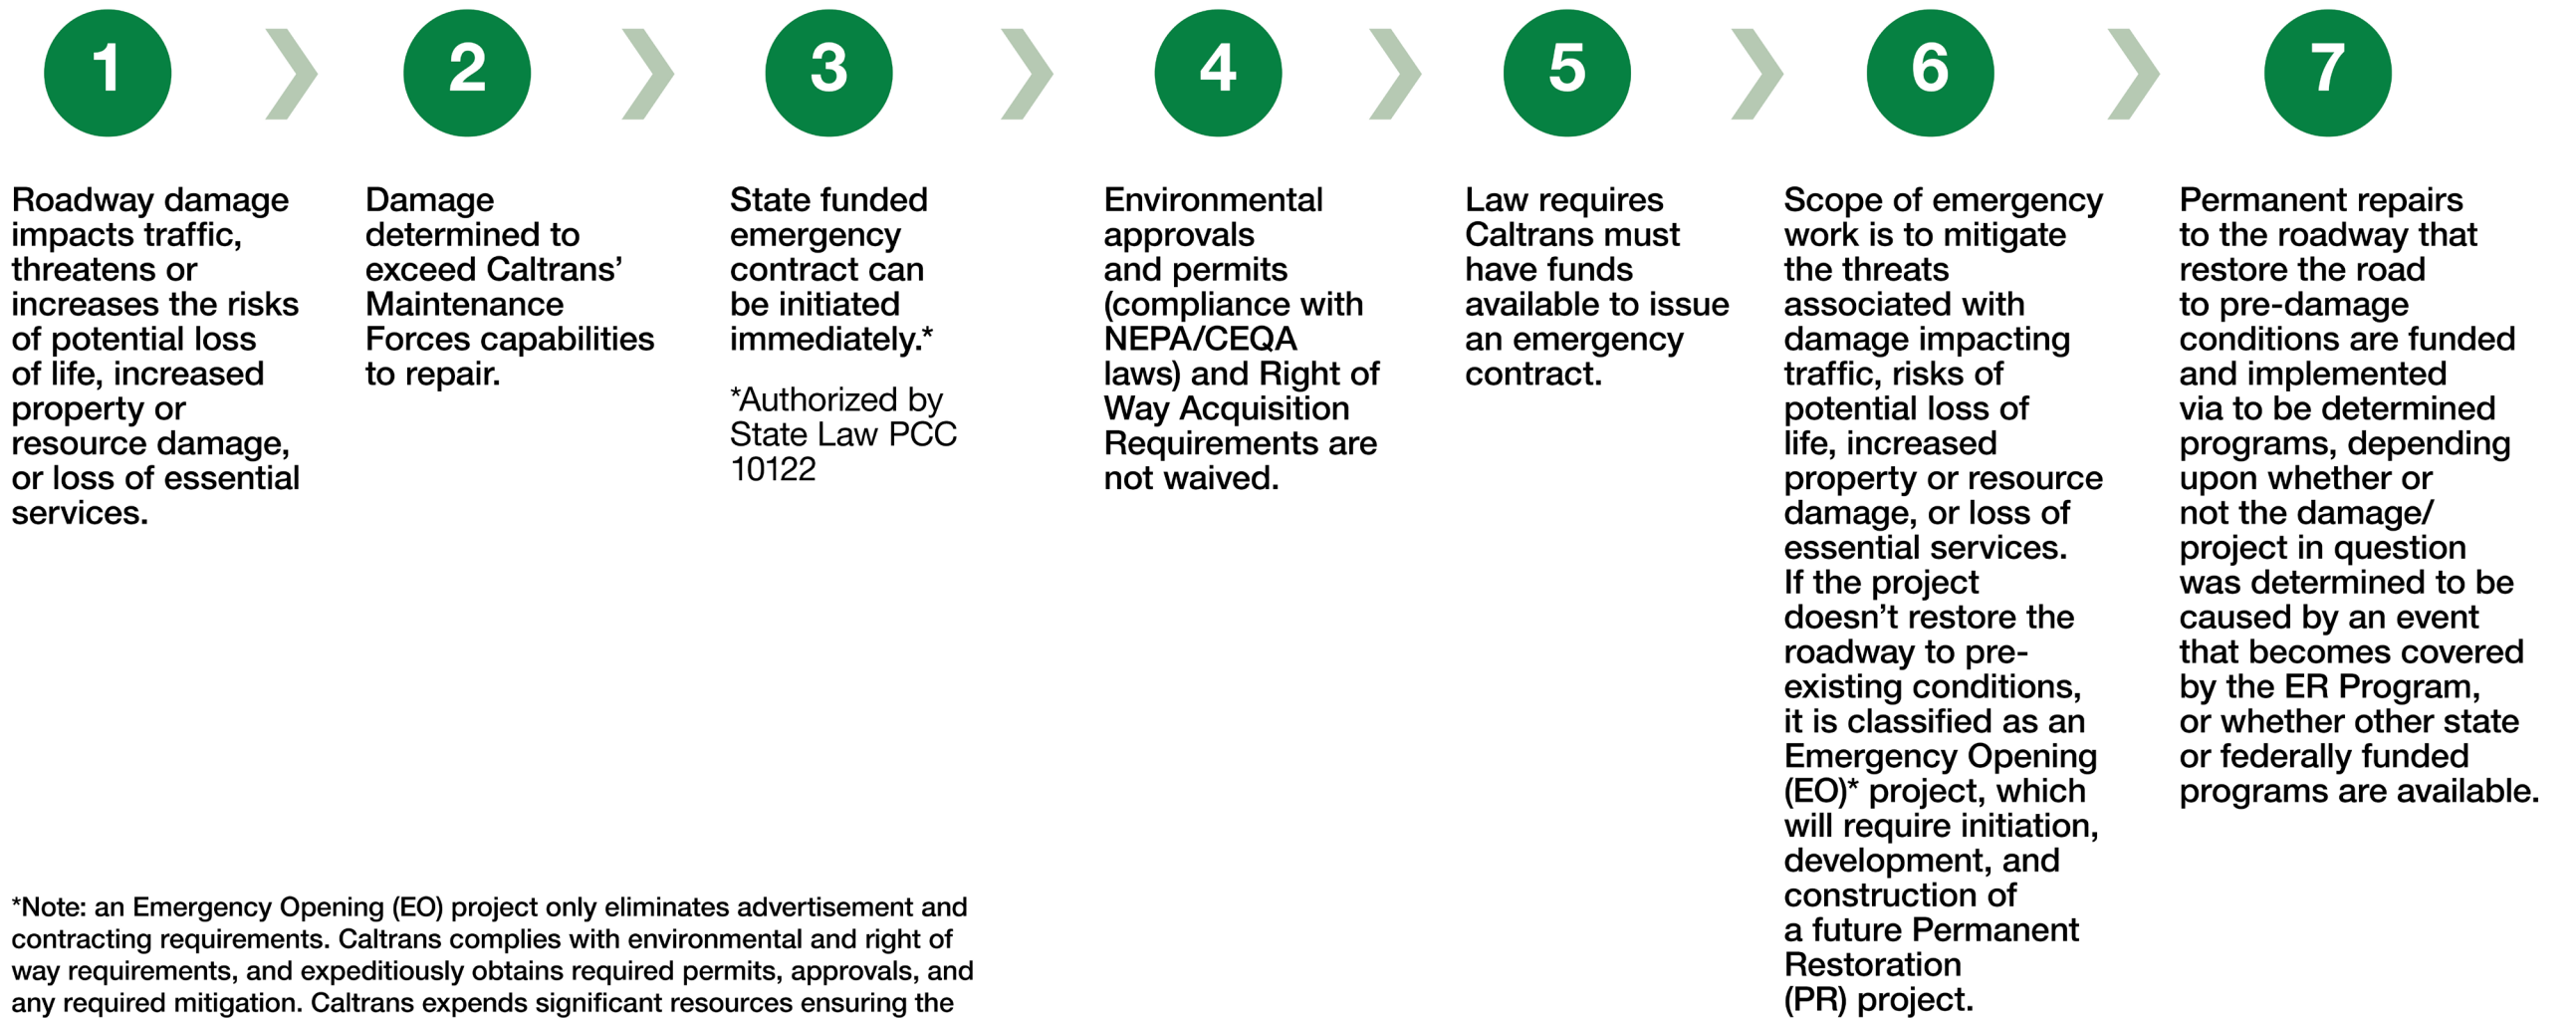 1
Roadway damage
impacts traffic,
threatens or
increases the risks
of potential loss
of life, increased
property or
resource damage,
or loss of essential
services.
2
Damage
determined to
exceed Caltrans’
Maintenance
Forces capabilities
to repair.
3
State funded
emergency
contract can
be initiated
immediately.*
*Authorized by
State Law PCC
10122
4
Environmental
approvals
and permits
(compliance with
NEPA/CEQA
laws) and Right of
Way Acquisition
Requirements are
not waived.
5
Law requires
Caltrans must
have funds
available to issue
an emergency
contract.
6
Scope of emergency
work is to mitigate
the threats
associated with
damage impacting
traffic, risks of
potential loss of
life, increased
property or resource
damage, or loss of
essential services.
If the project
doesn’t restore the
roadway to pre-
existing conditions,
it is classified as an
Emergency Opening
(EO)* project, which
will require initiation,
development, and
construction of
a future Permanent
Restoration
(PR) project.
7
Permanent repairs
to the roadway that
restore the road
to pre-damage
conditions are funded
and implemented
via to be determined
programs, depending
upon whether or
not the damage/
project in question
was determined to be
caused by an event
that becomes covered
by the ER Program,
or whether other state
or federally funded
programs are available.
*Note: an Emergency Opening (EO) project only eliminates advertisement and
contracting requirements. Caltrans complies with environmental and right of
way requirements, and expeditiously obtains required permits, approvals, and
any required mitigation. Caltrans expends significant resources ensuring the